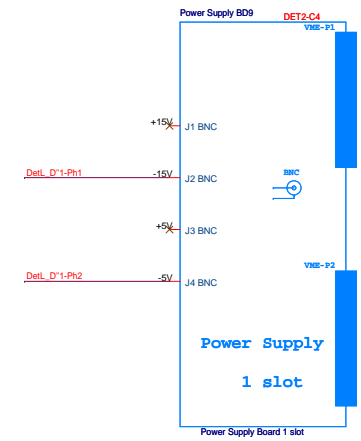 Power Supply BD9
DET2-C4
VME-P1
+15V
J1 BNC
DetL_D"1-Ph1
-15V
J2 BNC
BNC
+5V
J3 BNC
VME-P2
DetL_D"1-Ph2
-5V
J4 BNC
Power Supply
1 slot
Power Supply Board 1 slot